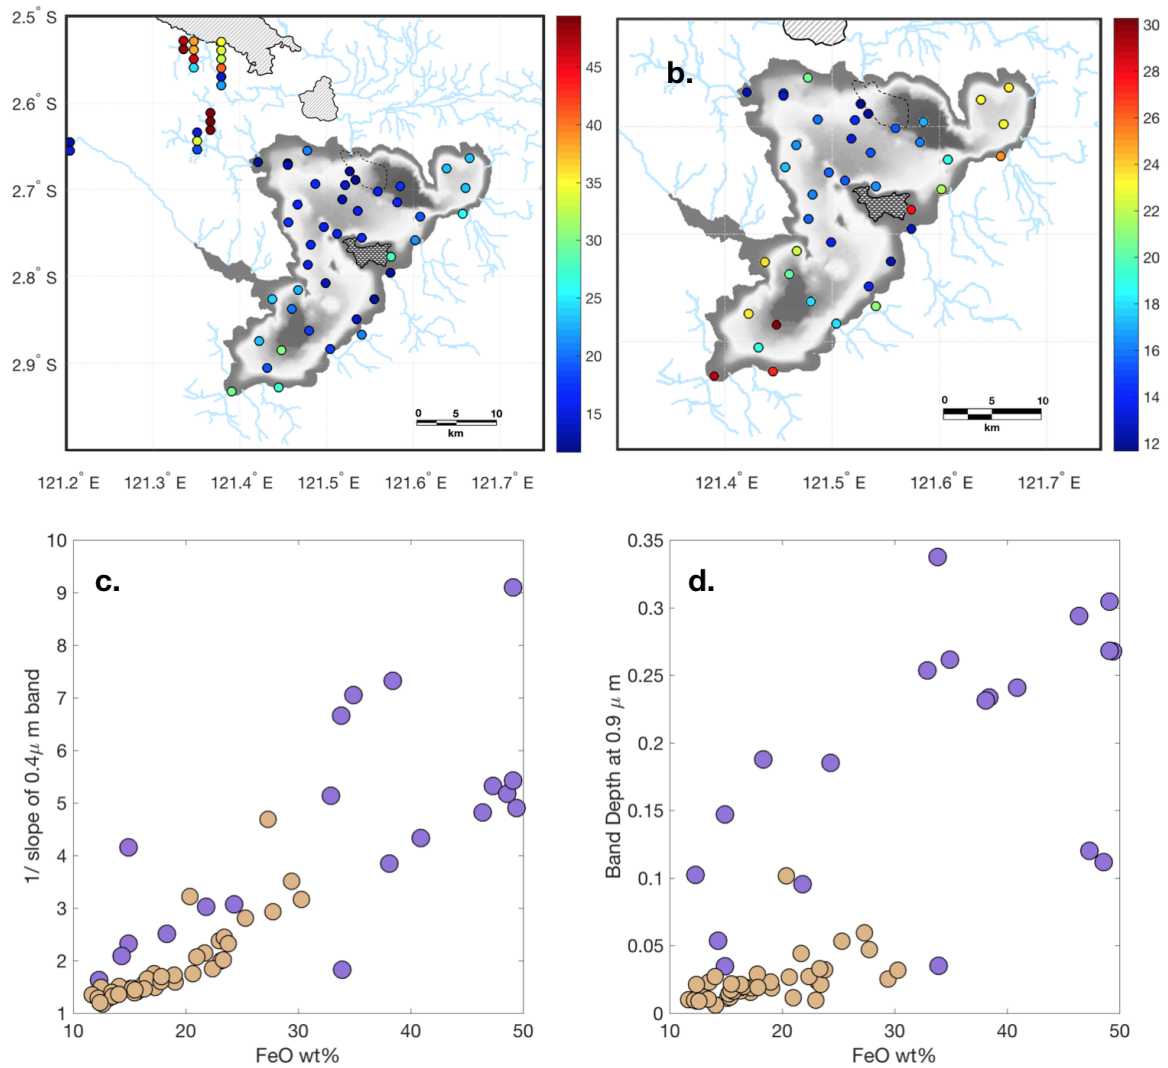 2.5° S
2.6° S
2.7° S
2.8° S
2.9° S
121.2° E 121.3° E 121.4° E 121.5° E 121.6° E 121.7° E
0 5 10
km
45
40
35
30
25
20
15
b.
121.4° E 121.5° E 121.6° E 121.7° E
0 5 10
km
30
28
26
24
22
20
18
16
14
12
c.
1/ slope of 0.4μ m band
10
9
8
7
6
5
4
3
2
1
10 20 30 40 50
FeO wt%
d.
Band Depth at 0.9 μ m
0.35
0.3
0.25
0.2
0.15
0.1
0.05
0
10 20 30 40 50
FeO wt%